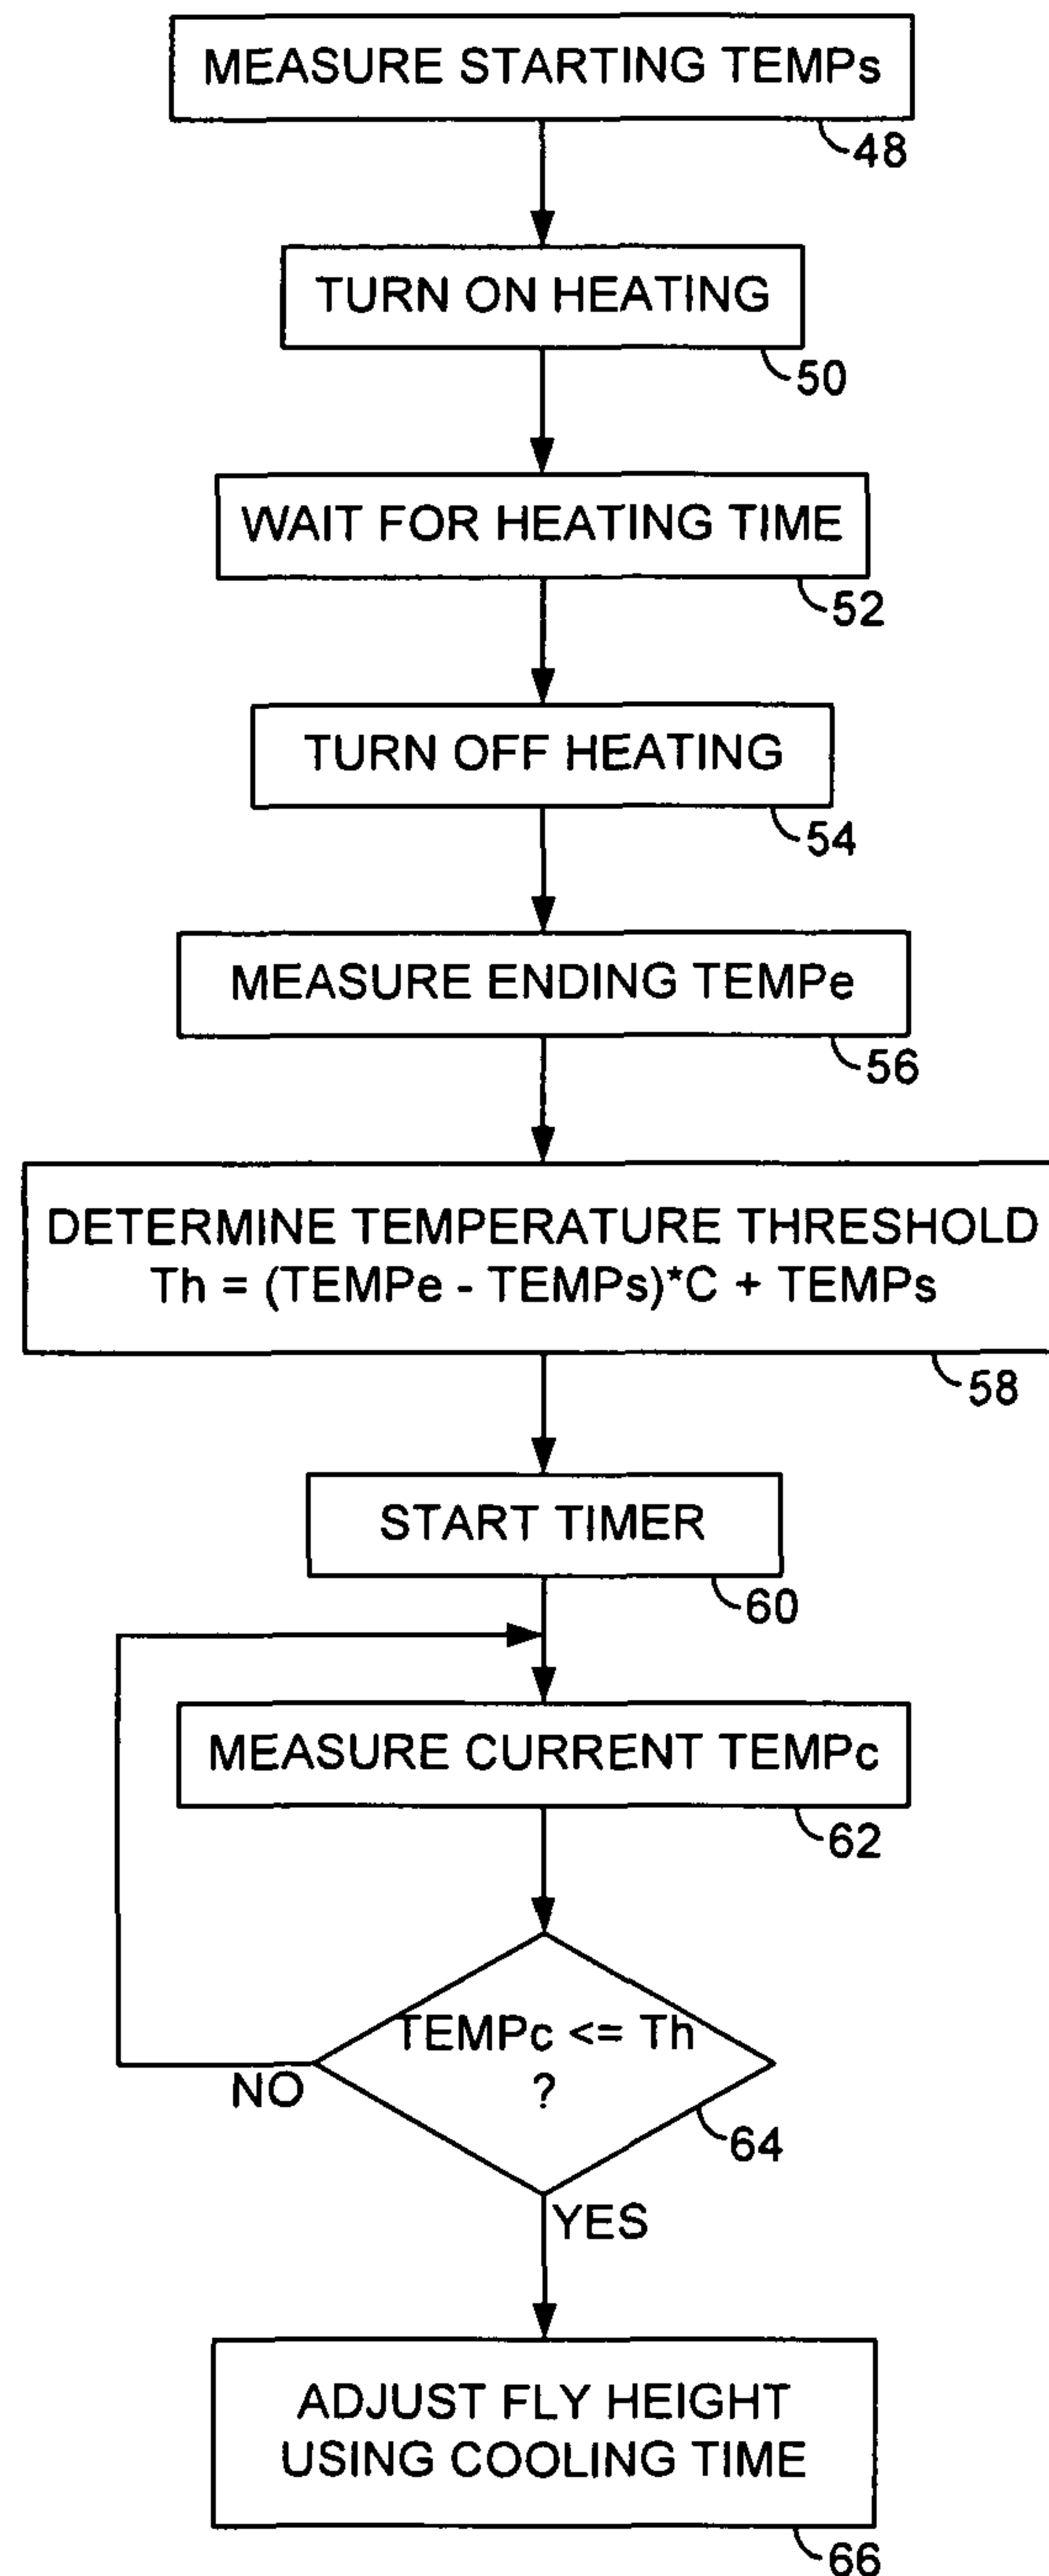 MEASURE STARTING TEMPs
48
TURN ON HEATING
50
WAIT FOR HEATING TIME
52
TURN OFF HEATING
54
MEASURE ENDING TEMPe
56
DETERMINE TEMPERATURE THRESHOLD
Th = (TEMPe - TEMPs)*C + TEMPs
58
START TIMER
60
MEASURE CURRENT TEMPc
62
TEMPc <= Th
?
NO
64
YES
ADJUST FLY HEIGHT
USING COOLING TIME
66